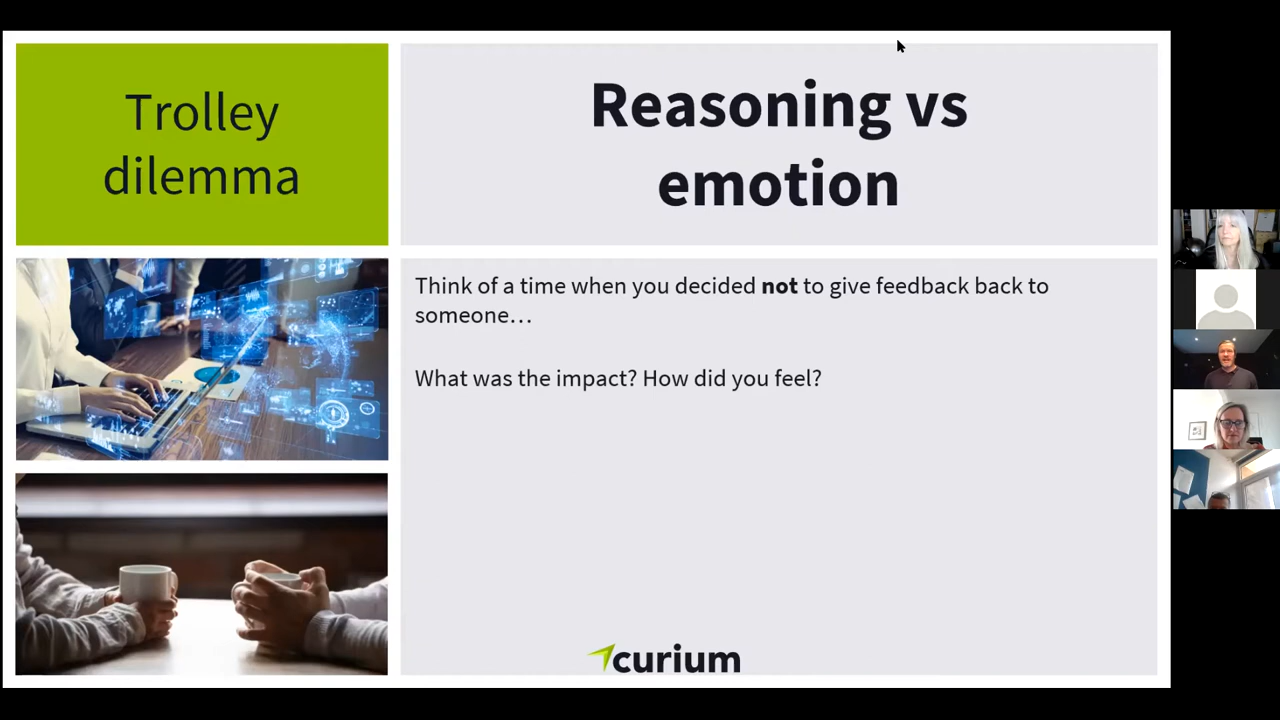 Trolley
dilemma
Reasoning vs
emotion
Think of a time when you decided not to give feedback back to
someone…
What was the impact? How did you feel?
curium